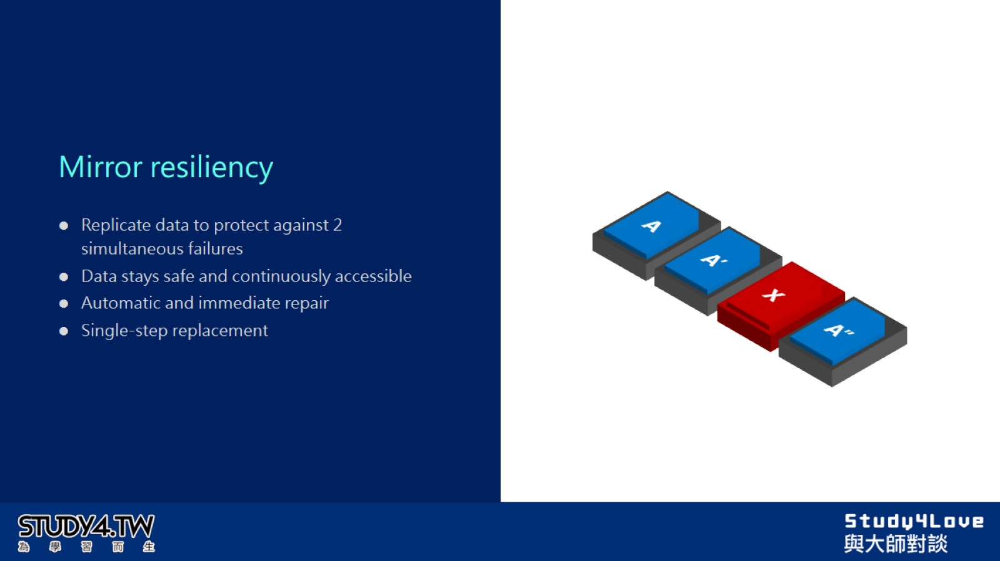 Mirror resiliency
● Replicate data to protect against 2
simultaneous failures
● Data stays safe and continuously accessible
● Automatic and immediate repair
● Single-step replacement
A
A′
X
A″
STUDY4.TW
為學習而生
Study4Love
與大師對談